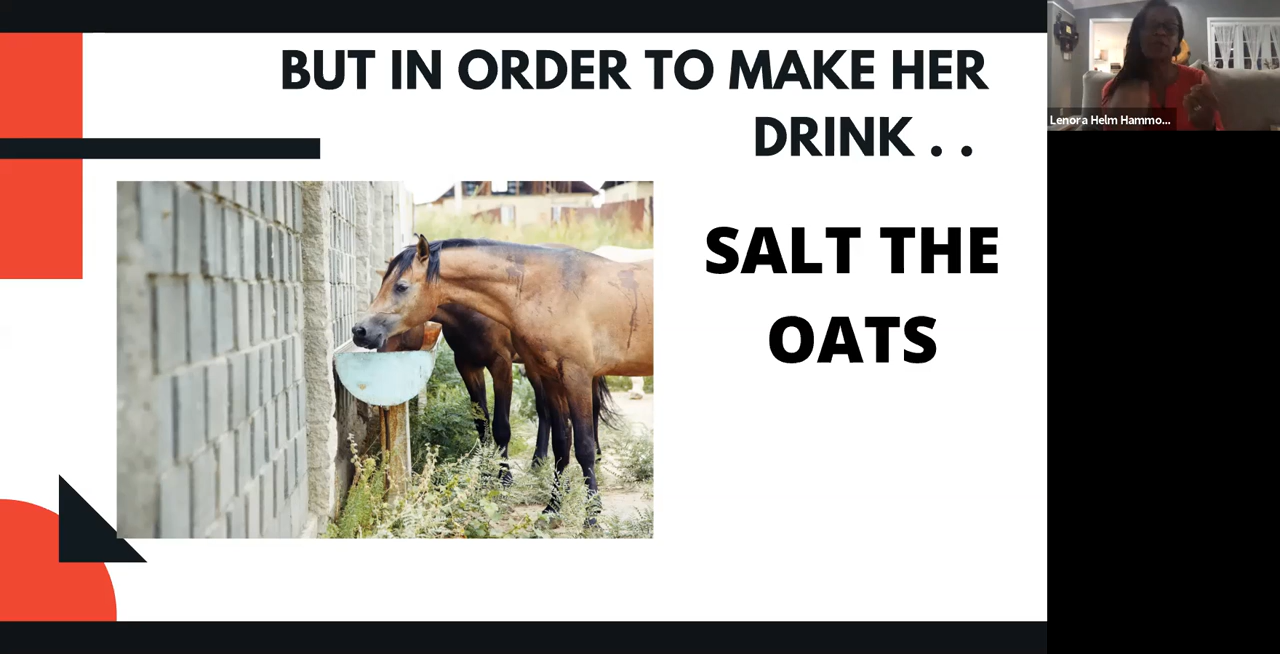 BUT IN ORDER TO MAKE HER
DRINK . .
SALT THE
OATS
Lenora Helm Hammo...